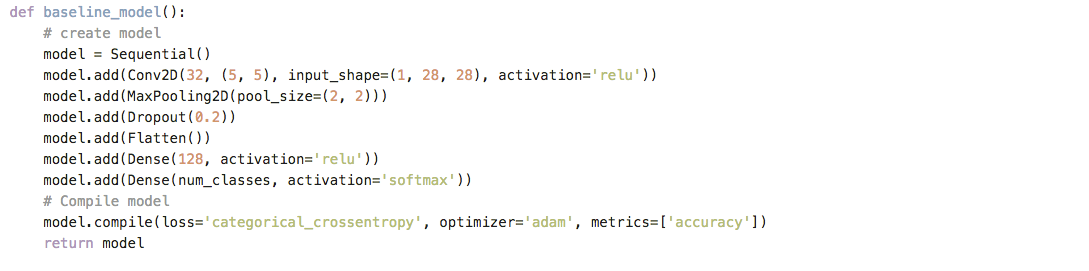 def baseline_model():
    # create model
    model = Sequential()
    model.add(Conv2D(32, (5, 5), input_shape=(1, 28, 28), activation='relu'))
    model.add(MaxPooling2D(pool_size=(2, 2)))
    model.add(Dropout(0.2))
    model.add(Flatten())
    model.add(Dense(128, activation='relu'))
    model.add(Dense(num_classes, activation='softmax'))
    # Compile model
    model.compile(loss='categorical_crossentropy', optimizer='adam', metrics=['accuracy'])
    return model